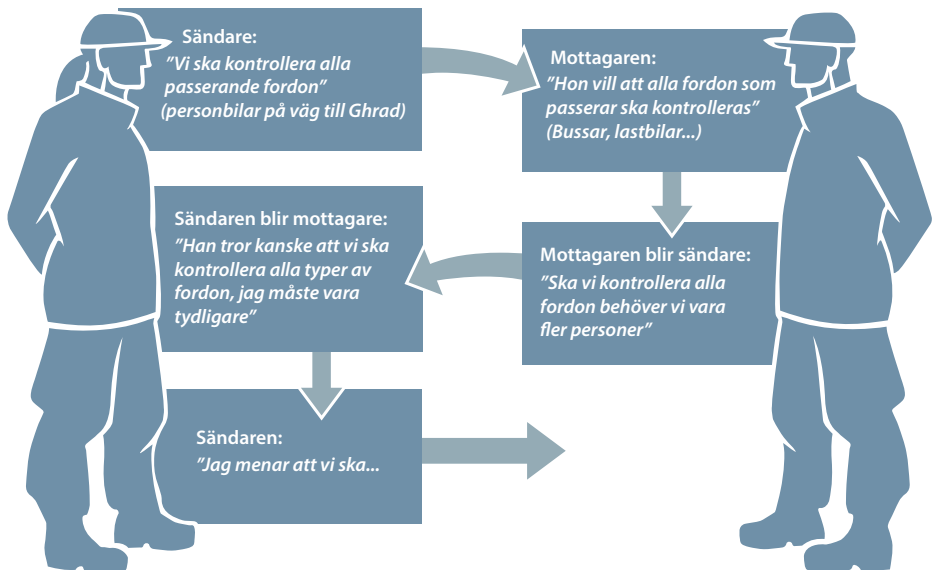 Sändare:
”Vi ska kontrollera alla
passerande fordon”
(personbilar på väg till Ghrad)
Mottagaren:
”Hon vill att alla fordon som
passerar ska kontrolleras”
(Bussar, lastbilar...)
Mottagaren blir sändare:
”Ska vi kontrollera alla
fordon behöver vi vara
fler personer”
Sändaren blir mottagare:
”Han tror kanske att vi ska
kontrollera alla typer av
fordon, jag måste vara
tydligare”
Sändaren:
”Jag menar att vi ska...